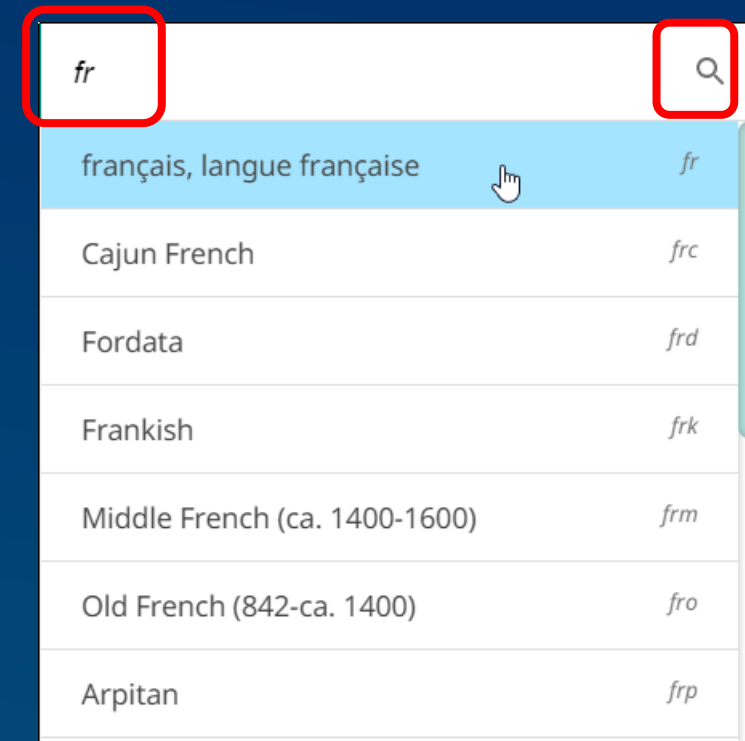 fr
français, langue française fr
Cajun French frc
Fordata frd
Frankish frk
Middle French (ca. 1400-1600) frm
Old French (842-ca. 1400) fro
Arpitan frp